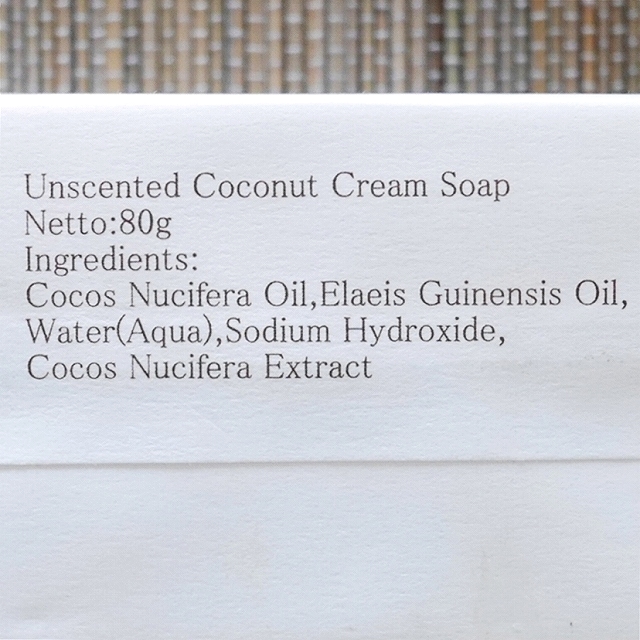 Unscented Coconut Cream Soap
Netto:80g
Ingredients:
Cocos Nucifera Oil,Elaeis Guinensis Oil,
Water(Aqua),Sodium Hydroxide,
Cocos Nucifera Extract